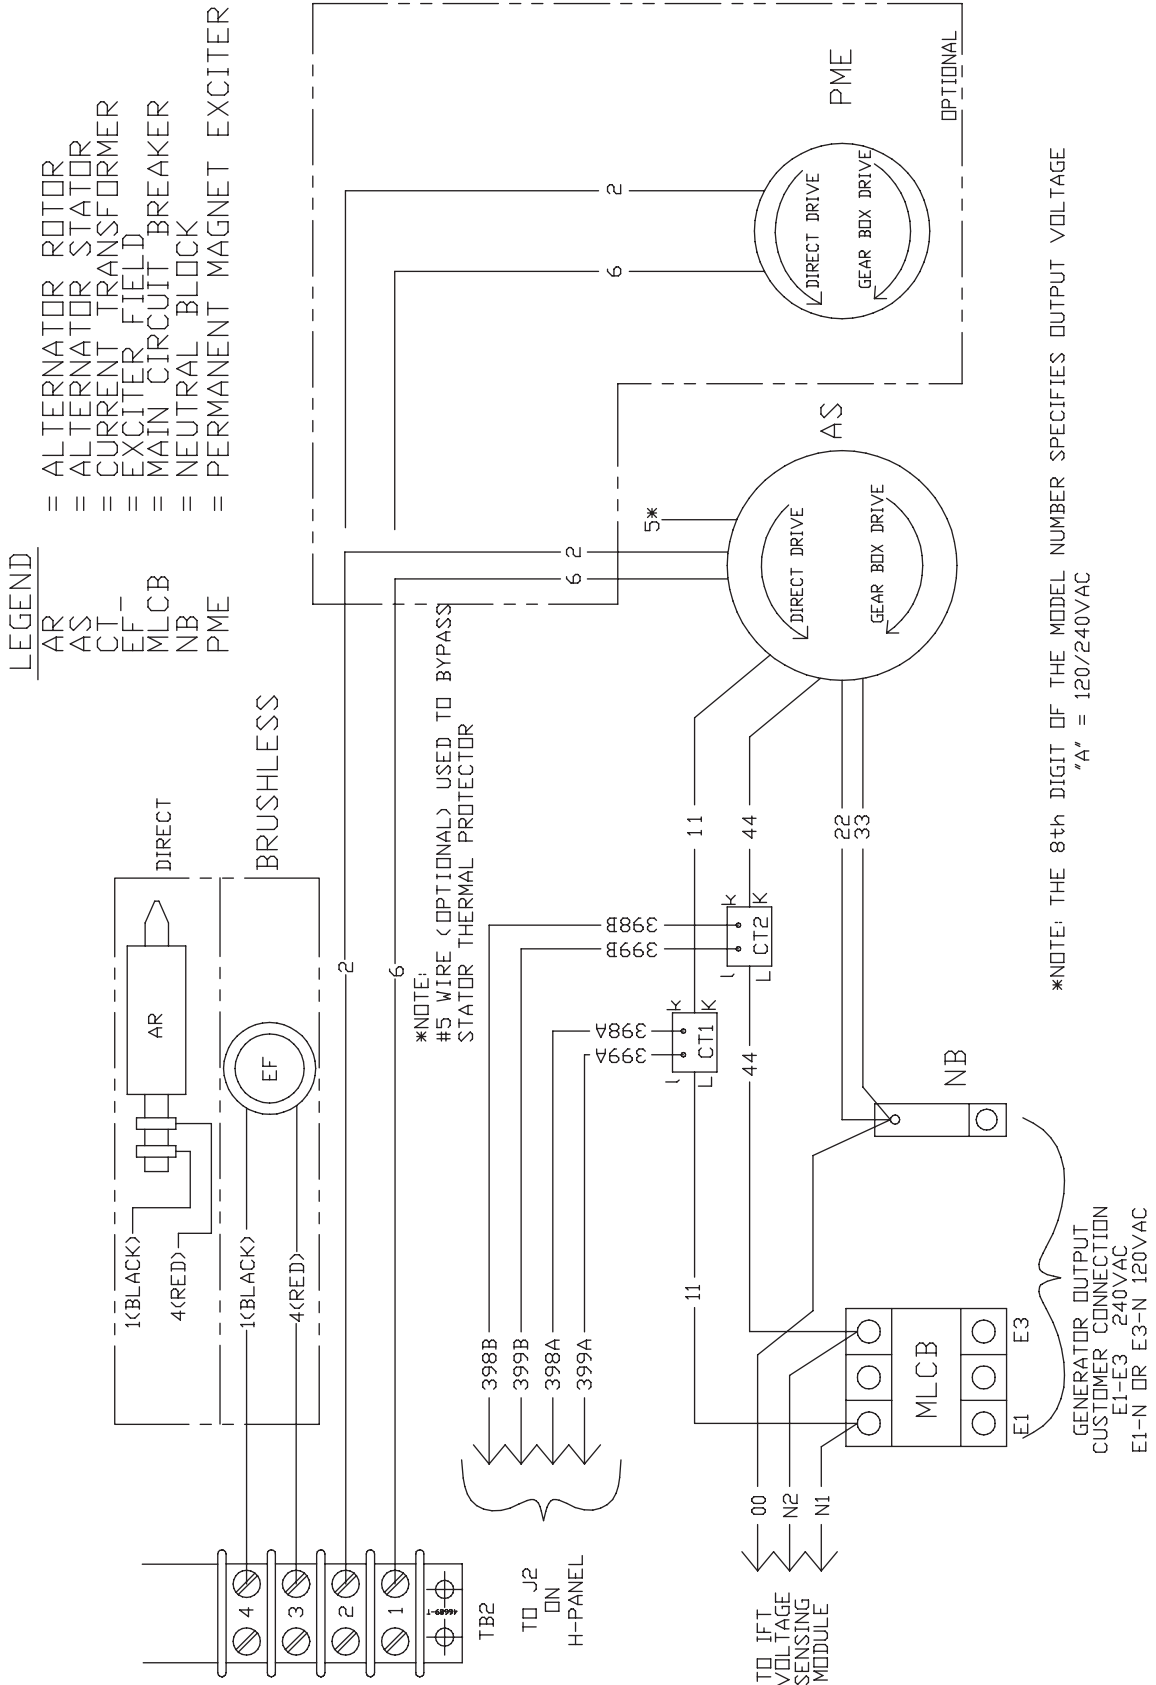 LEGEND
AR = ALTERNATOR ROTOR
AS = ALTERNATOR STATOR
CT- = CURRENT TRANSFORMER
EF- = EXCITER FIELD
MLCB = MAIN CIRCUIT BREAKER
NB = NEUTRAL BLOCK
PME = PERMANENT MAGNET EXCITER
DIRECT
AR
1(BLACK)
4(RED)
BRUSHLESS
EF
1(BLACK)
4(RED)
4
3
2
1
46689-T
TB2
2
6
2
6
2
6
OPTIONAL
PME
DIRECT DRIVE
GEAR BOX DRIVE
AS
DIRECT DRIVE
GEAR BOX DRIVE
5*
*NOTE:
#5 WIRE (OPTIONAL) USED TO BYPASS
STATOR THERMAL PROTECTOR
398B
399B
398A
399A
398B
399B
398A
399A
TO J2
ON
H-PANEL
l
k
L
K
CT1
l
k
L
K
CT2
11
44
22
33
11
44
NB
MLCB
E1
E3
00
N2
N1
TO IFT
VOLTAGE
SENSING
MODULE
GENERATOR OUTPUT
CUSTOMER CONNECTION
E1-E3 240VAC
E1-N OR E3-N 120VAC
*NOTE: THE 8th DIGIT OF THE MODEL NUMBER SPECIFIES OUTPUT VOLTAGE
"A" = 120/240VAC